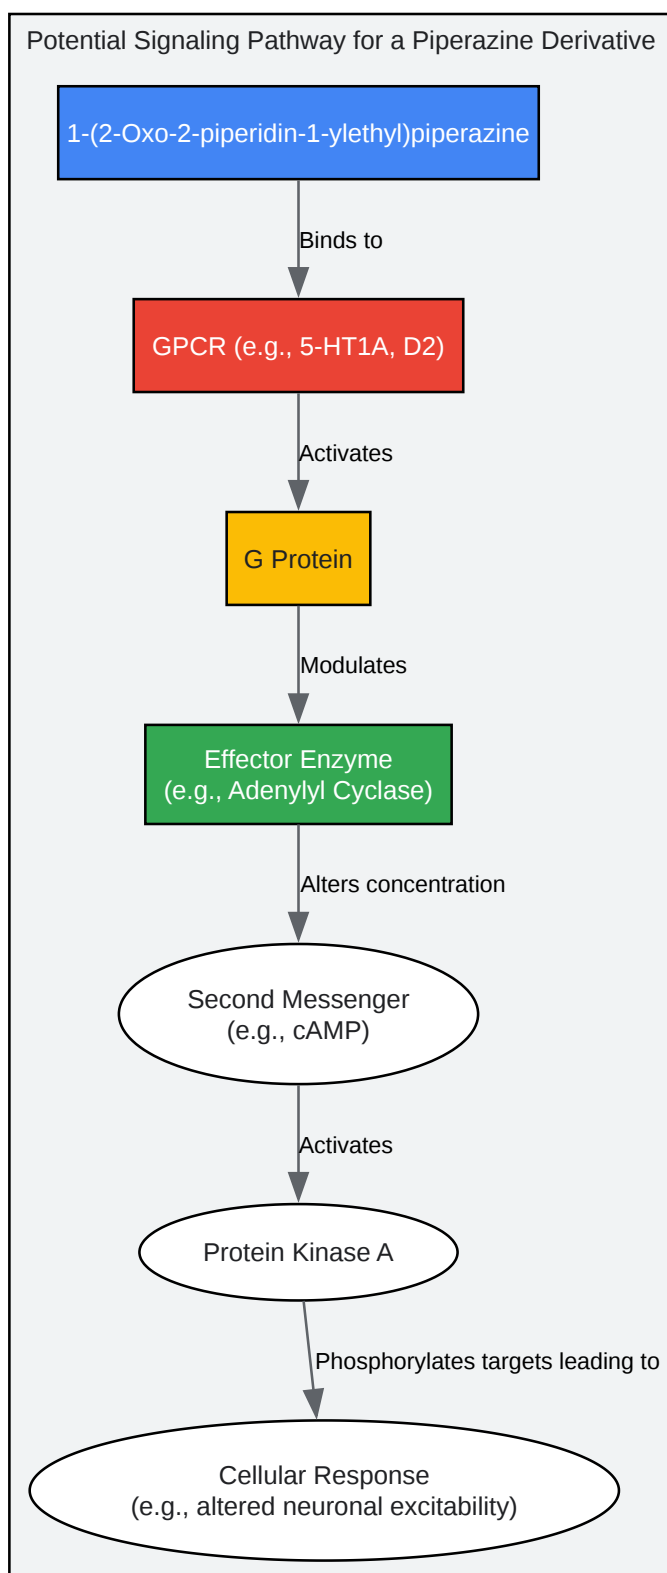 Potential Signaling Pathway for a Piperazine Derivative
1-(2-Oxo-2-piperidin-1-ylethyl)piperazine
Binds to
GPCR (e.g., 5-HT1A, D2)
Activates
G Protein
Modulates
Effector Enzyme
(e.g., Adenylyl Cyclase)
Alters concentration
Second Messenger
(e.g., cAMP)
Activates
Protein Kinase A
Phosphorylates targets leading to
Cellular Response
(e.g., altered neuronal excitability)